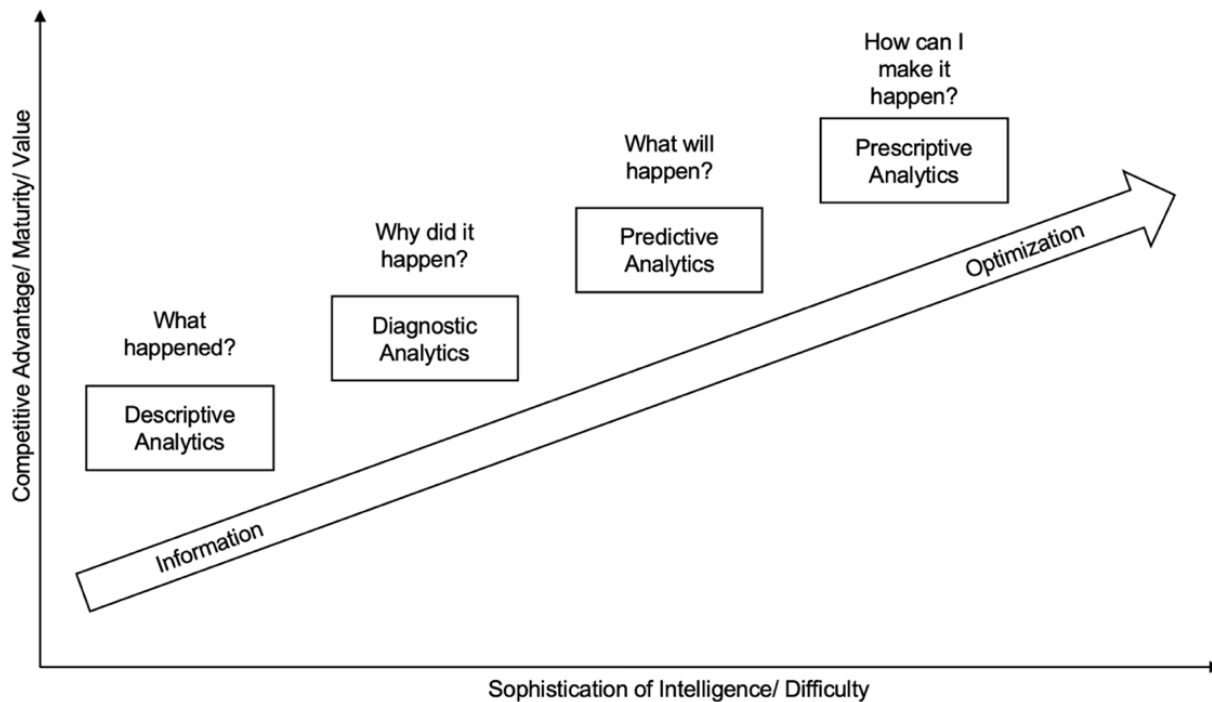 How can I
make it
happen?
Prescriptive
Analytics
What will
happen?
Predictive
Analytics
Why did it
happen?
Diagnostic
Analytics
What
happened?
Descriptive
Analytics
Information
Optimization
Competitive Advantage/ Maturity/ Value
Sophistication of Intelligence/ Difficulty